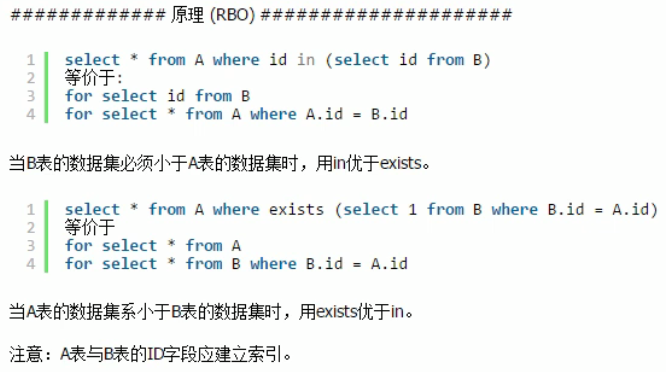 ############# 原理 (RBO) #####################
1 select * from A where id in (select id from B)
2 等价于:
3 for select id from B
4 for select * from A where A.id = B.id
当B表的数据集必须小于A表的数据集时，用in优于exists。
1 select * from A where exists (select 1 from B where B.id = A.id)
2 等价于
3 for select * from A
4 for select * from B where B.id = A.id
当A表的数据集系小于B表的数据集时，用exists优于in。
注意：A表与B表的ID字段应建立索引。